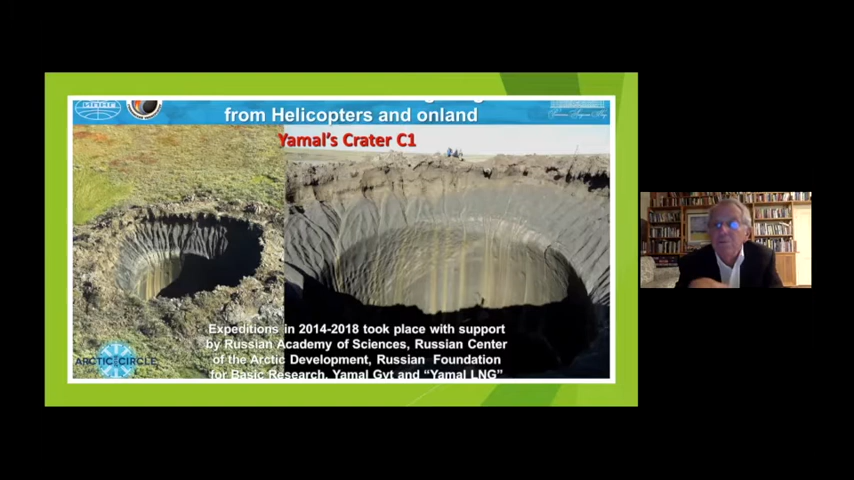 from Helicopters and onland
Yamal's Crater C1
Expeditions in 2014-2018 took place with support
by Russian Academy of Sciences, Russian Center
of the Arctic Development, Russian Foundation
for Basic Research, Yamal Gvt and “Yamal LNG”
ARCTIC CIRCLE